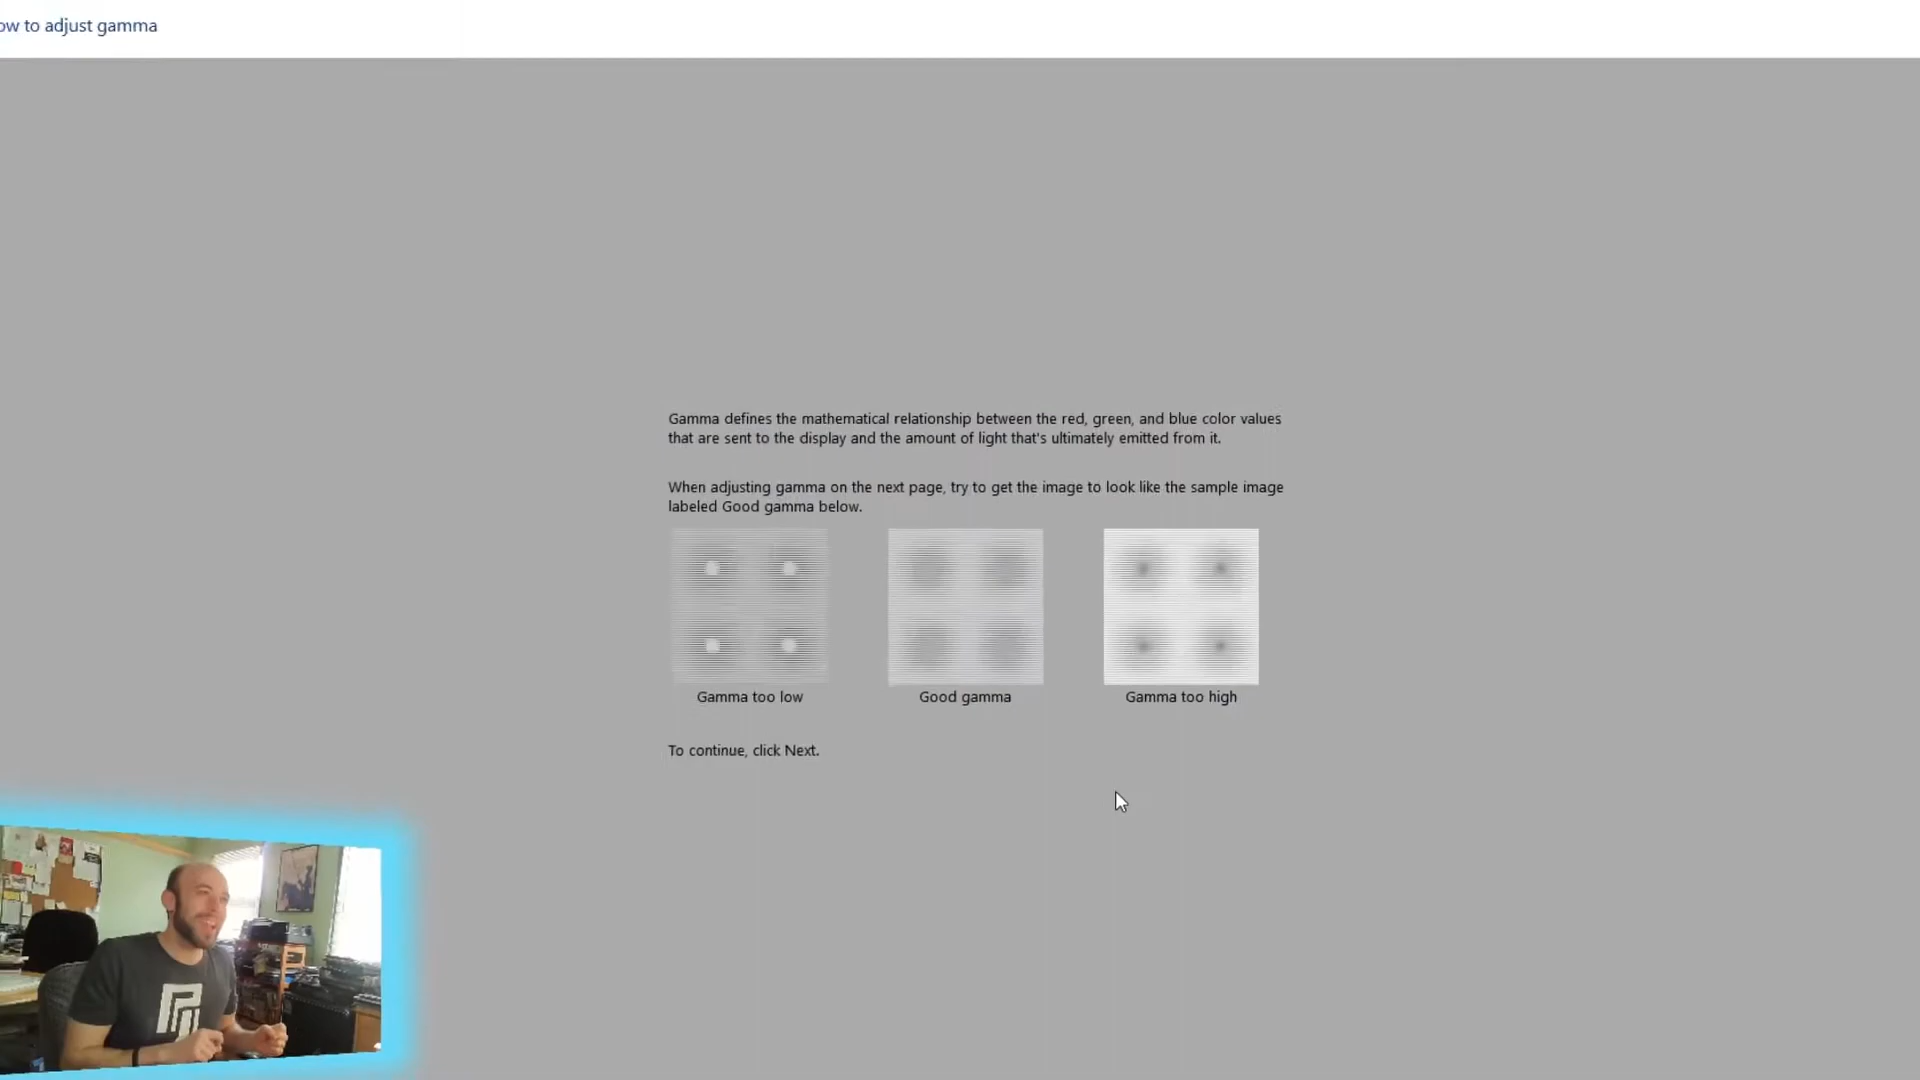 ow to adjust gamma
Gamma defines the mathematical relationship between the red, green, and blue color values
that are sent to the display and the amount of light that's ultimately emitted from it.
When adjusting gamma on the next page, try to get the image to look like the sample image
labeled Good gamma below.
Gamma too low
Good gamma
Gamma too high
To continue, click Next.